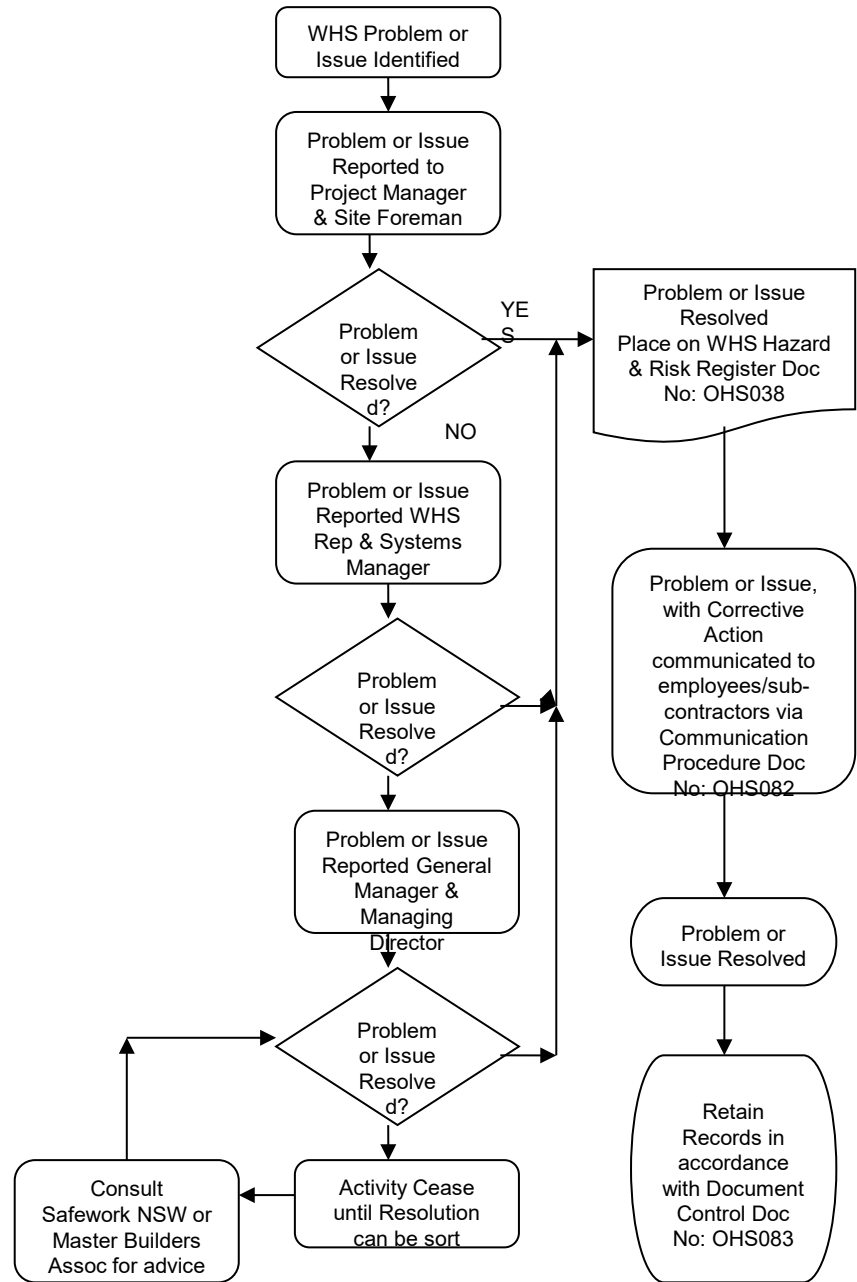 WHS Problem or
Issue Identified
Problem or Issue
Reported to
Project Manager
& Site Foreman
Problem
or Issue
Resolve
d?
YE
S
NO
Problem or Issue
Resolved
Place on WHS Hazard
& Risk Register Doc
No: OHS038
Problem or Issue
Reported WHS
Rep & Systems
Manager
Problem or Issue,
with Corrective
Action
communicated to
employees/sub-
contractors via
Communication
Procedure Doc
No: OHS082
Problem
or Issue
Resolve
d?
Problem or Issue
Reported General
Manager &
Managing
Director
Problem or
Issue Resolved
Problem
or Issue
Resolve
d?
Retain
Records in
accordance
with Document
Control Doc
No: OHS083
Activity Cease
until Resolution
can be sort
Consult
Safework NSW or
Master Builders
Assoc for advice